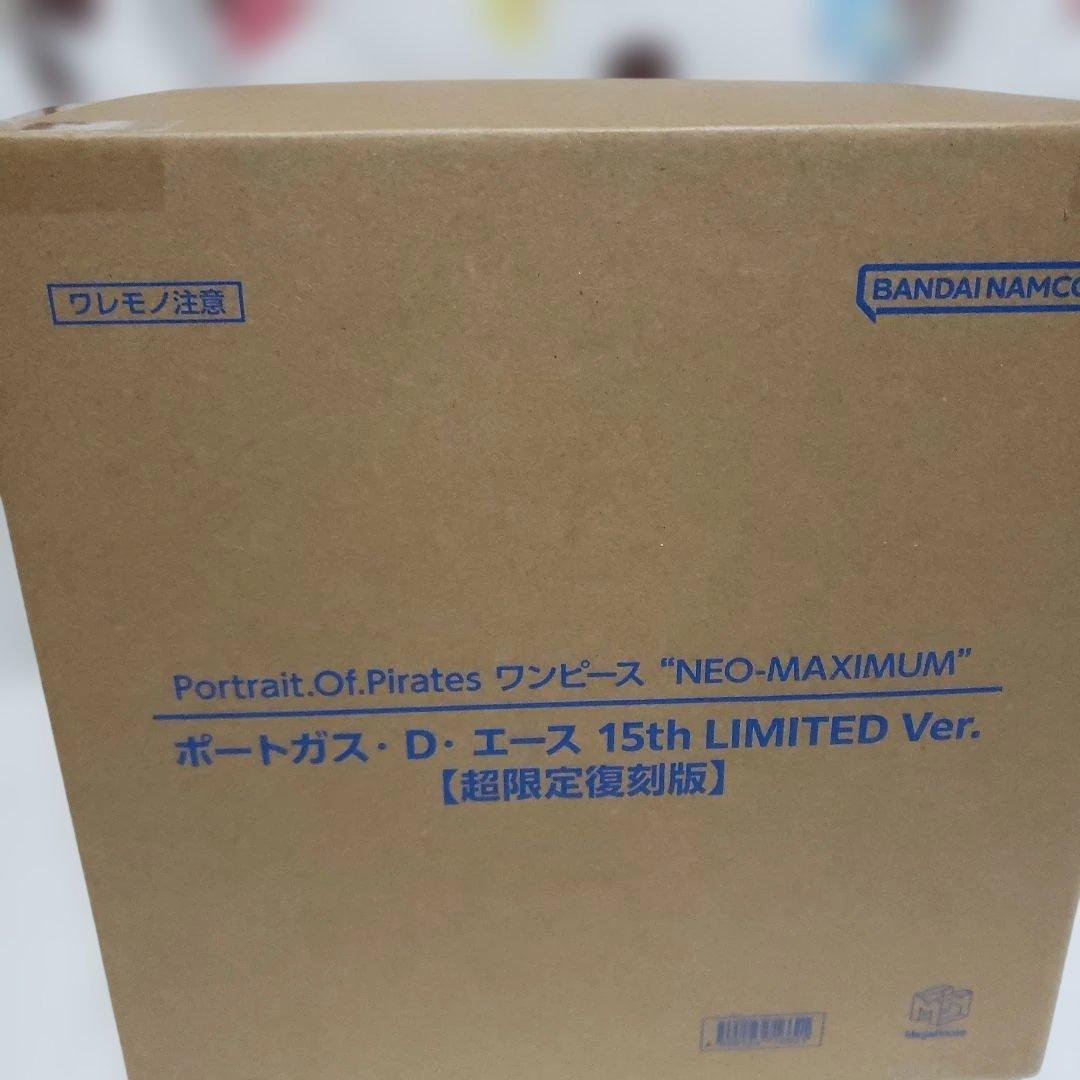 ワレモノ注意
BANDAI NAMCO
Portrait.Of.Pirates ワンピース “NEO-MAXIMUM”
ポートガス・D・エース 15th LIMITED Ver.
【超限定復刻版】
MegaHouse